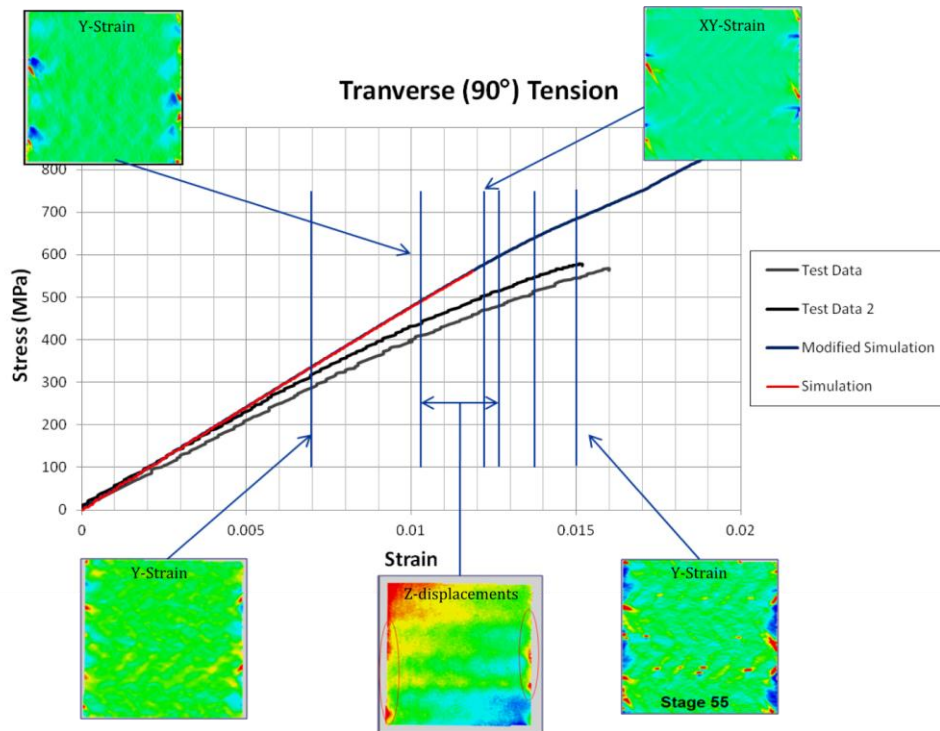 Y-Strain
XY-Strain
Tranverse (90°) Tension
800
700
600
500
400
300
200
100
0
Stress (MPa)
0
0.005
0.01
0.015
0.02
Strain
Test Data
Test Data 2
Modified Simulation
Simulation
Y-Strain
Z-displacements
Y-Strain
Stage 55